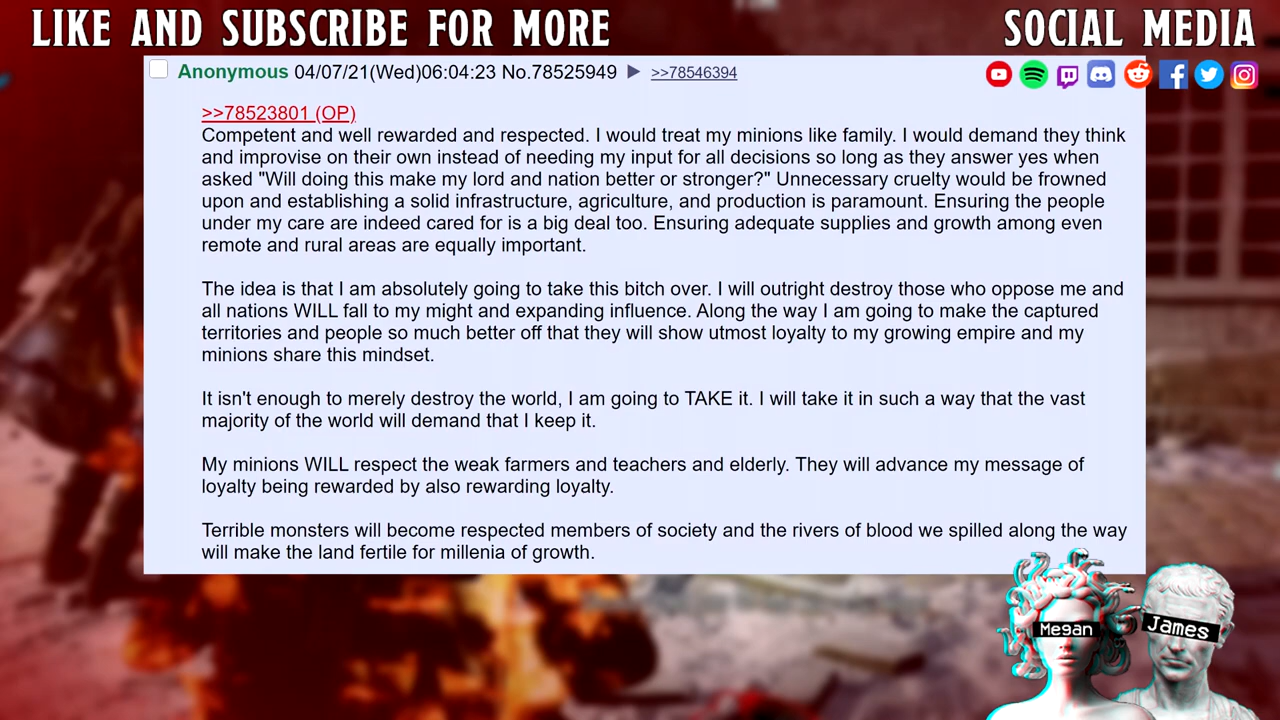 LIKE AND SUBSCRIBE FOR MORE
SOCIAL MEDIA
Anonymous 04/07/21(Wed)06:04:23 No.78525949 ▶ >>78546394
>>78523801 (OP)
Competent and well rewarded and respected. I would treat my minions like family. I would demand they think
and improvise on their own instead of needing my input for all decisions so long as they answer yes when
asked "Will doing this make my lord and nation better or stronger?" Unnecessary cruelty would be frowned
upon and establishing a solid infrastructure, agriculture, and production is paramount. Ensuring the people
under my care are indeed cared for is a big deal too. Ensuring adequate supplies and growth among even
remote and rural areas are equally important.
The idea is that I am absolutely going to take this bitch over. I will outright destroy those who oppose me and
all nations WILL fall to my might and expanding influence. Along the way I am going to make the captured
territories and people so much better off that they will show utmost loyalty to my growing empire and my
minions share this mindset.
It isn't enough to merely destroy the world, I am going to TAKE it. I will take it in such a way that the vast
majority of the world will demand that I keep it.
My minions WILL respect the weak farmers and teachers and elderly. They will advance my message of
loyalty being rewarded by also rewarding loyalty.
Terrible monsters will become respected members of society and the rivers of blood we spilled along the way
will make the land fertile for millenia of growth.
Megan
James